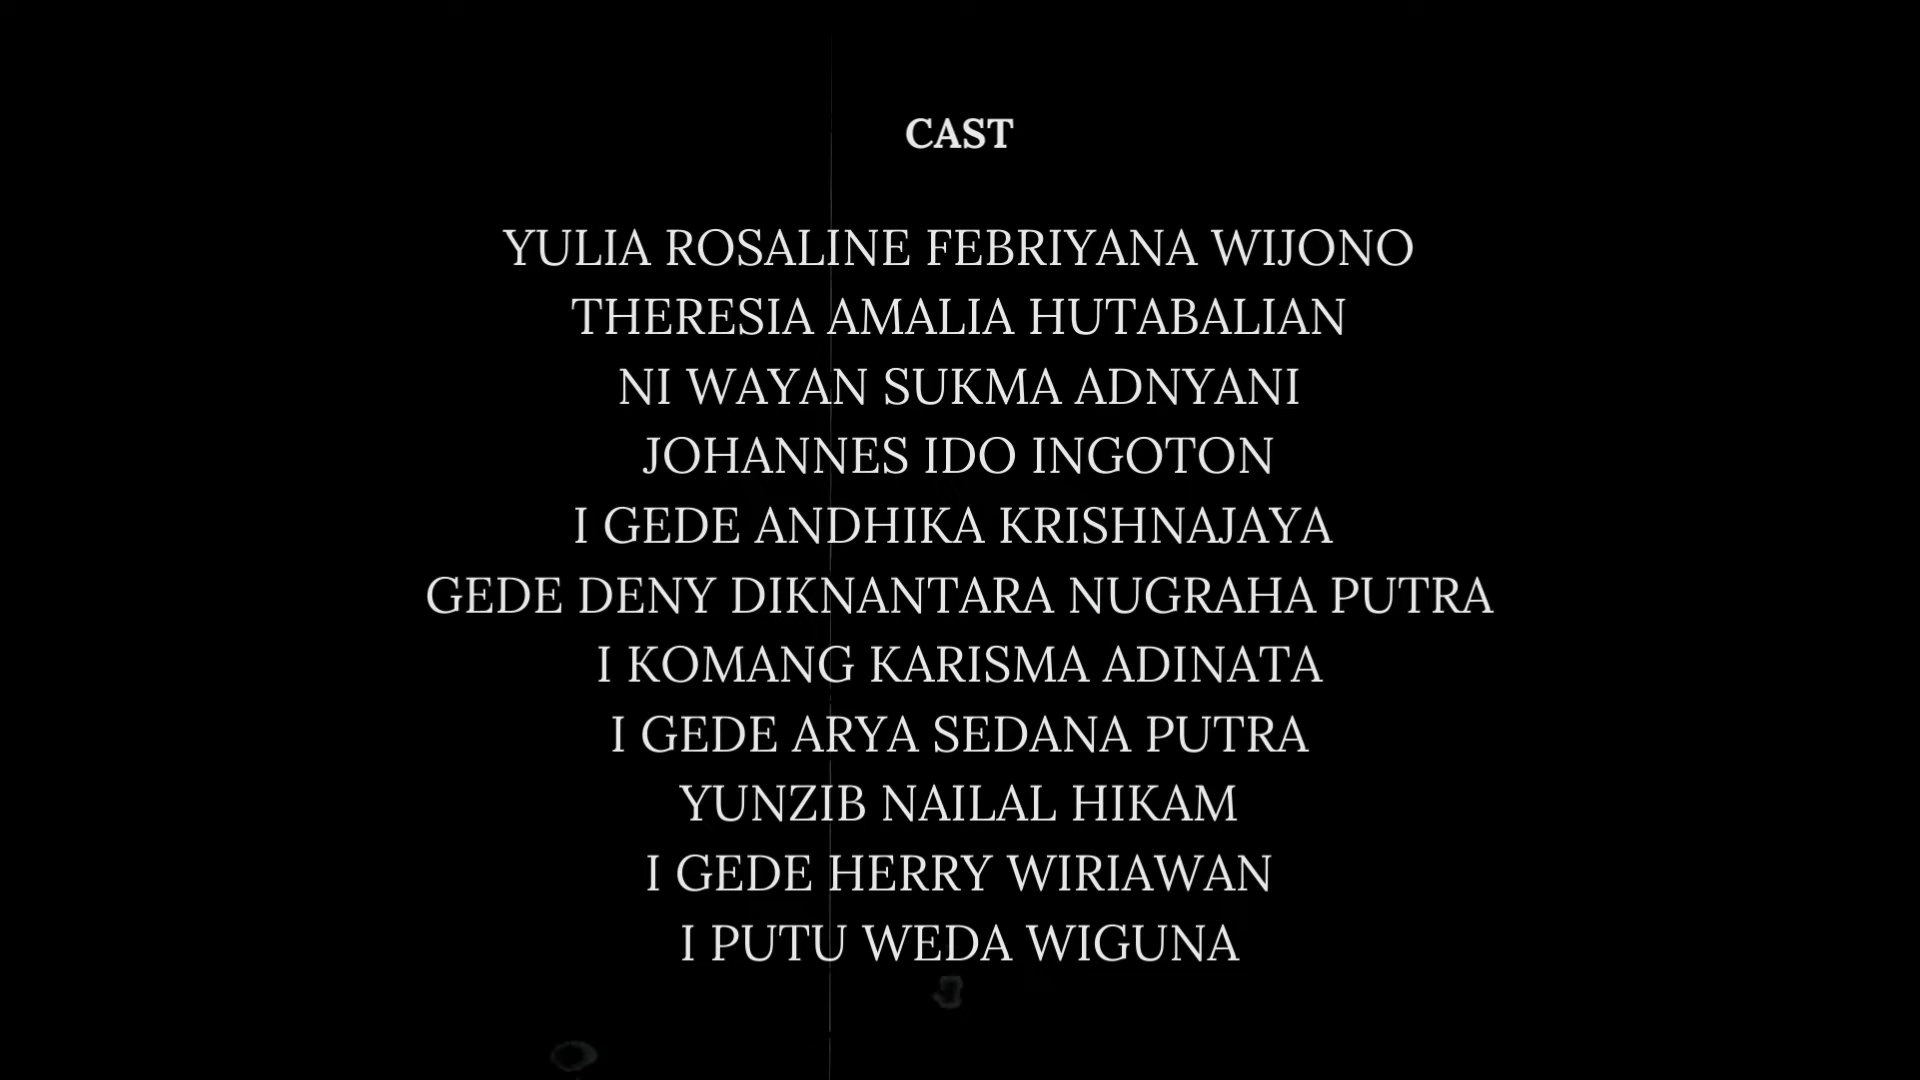 CAST
YULIA ROSALINE FEBRIYANA WIJONO
THERESIA AMALIA HUTABALIAN
NI WAYAN SUKMA ADNYANI
JOHANNES IDO INGOTON
I GEDE ANDHIKA KRISHNAJAYA
GEDE DENY DIKNANTARA NUGRAHA PUTRA
I KOMANG KARISMA ADINATA
I GEDE ARYA SEDANA PUTRA
YUNZIB NAILAL HIKAM
I GEDE HERRY WIRIAWAN
I PUTU WEDA WIGUNA